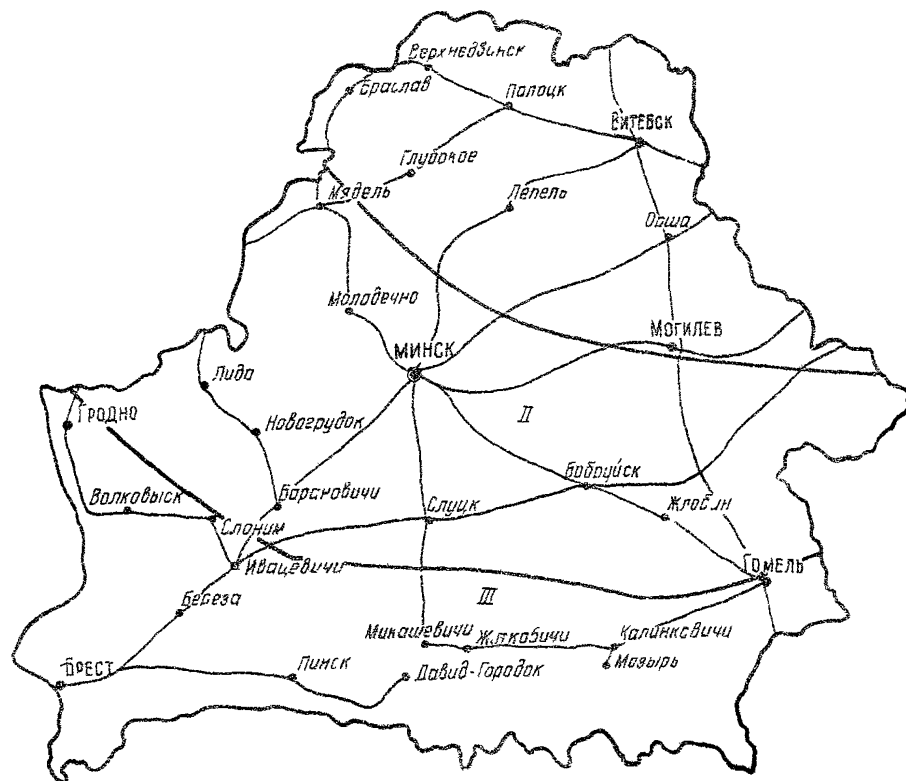 Верхнедвинск
Браслав
Полоцк
ВИТЕБСК
Глубокое
Мядель
Лепель
Орша
Молодечно
МОГИЛЕВ
МИНСК
Лида
ГРОДНО
Новогрудок
II
Бобруйск
Барановичи
Волковыск
Слуцк
Жлобин
Слоним
Ивацевичи
ГОМЕЛЬ
Береза
III
Микашевичи
Житковичи
Калинковичи
БРЕСТ
Пинск
Давид-Городок
Мозырь